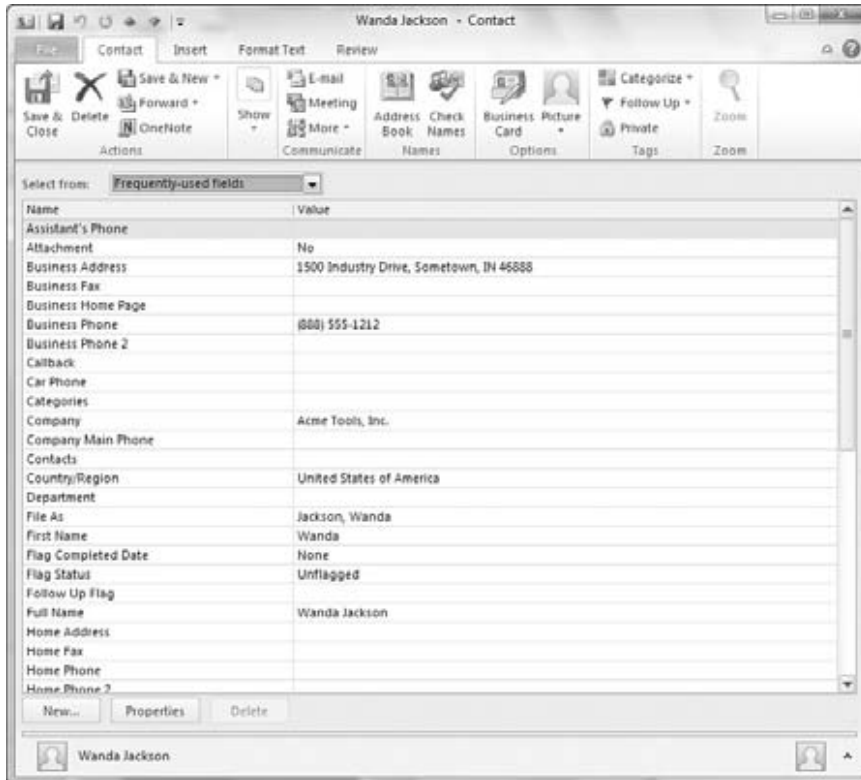 Wanda Jackson - Contact
File Contact Insert Format Text Review
Save & Close
Delete
Save & New
Forward
OneNote
Actions
Show
E-mail
Meeting
More
Communicate
Address Book
Check Names
Names
Business Card
Picture
Options
Categorize
Follow Up
Private
Tags
Zoom
Zoom
Select from: Frequently-used fields
Name Value
Assistant's Phone
Attachment No
Business Address 1500 Industry Drive, Sometown, IN 46888
Business Fax
Business Home Page
Business Phone (888) 555-1212
Business Phone 2
Callback
Car Phone
Categories
Company Acme Tools, Inc.
Company Main Phone
Contacts
Country/Region United States of America
Department
File As Jackson, Wanda
First Name Wanda
Flag Completed Date None
Flag Status Unflagged
Follow Up Flag
Full Name Wanda Jackson
Home Address
Home Fax
Home Phone
Home Phone 2
New... Properties Delete
Wanda Jackson